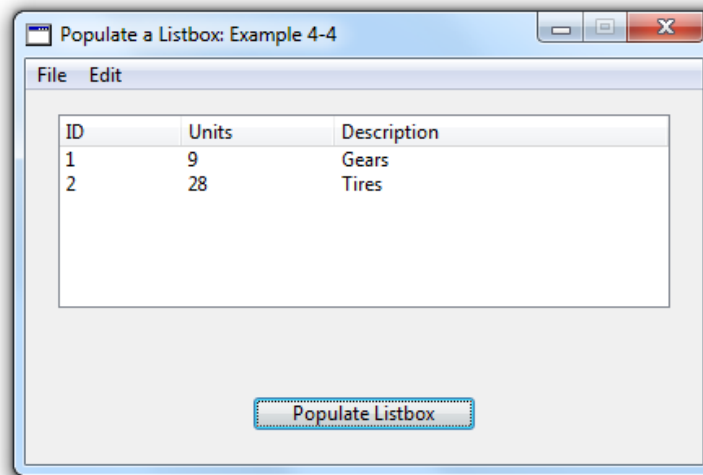 Populate a Listbox: Example 4-4
File Edit
ID Units Description
1 9 Gears
2 28 Tires
Populate Listbox